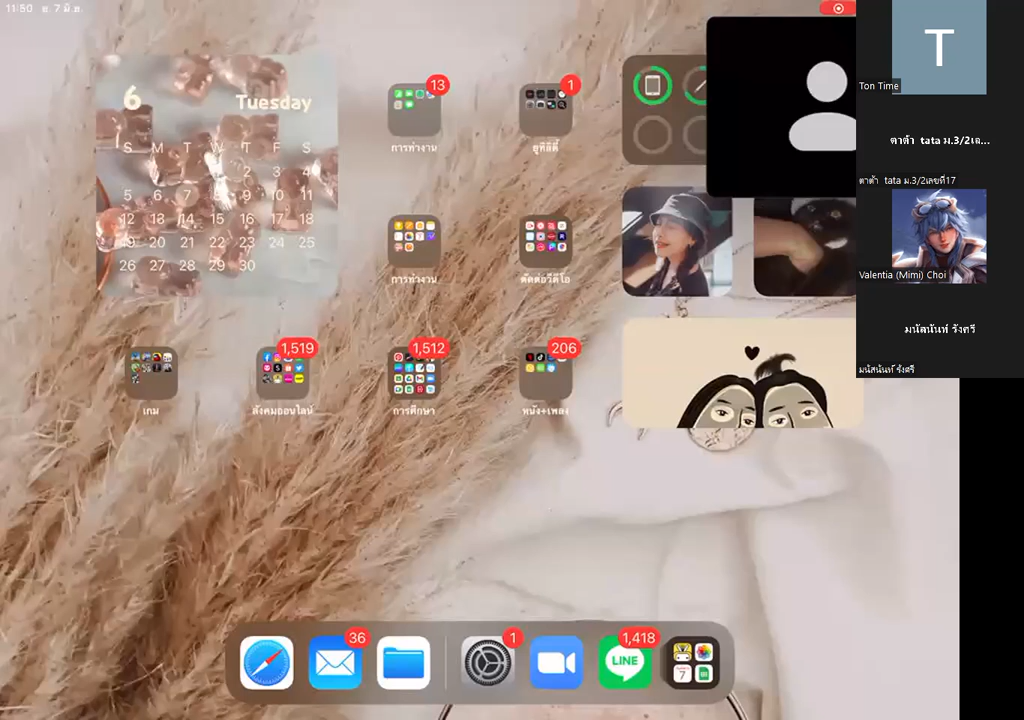 11:50 อ. 7 มิ.ย.
6
Tuesday
S M T W T F S
1 2 3 4
5 6 7 8 9 10 11
12 13 14 15 16 17 18
19 20 21 22 23 24 25
26 27 28 29 30
13
การทำงาน
1
ยูทิลิตี้
การทำงาน
ตัดต่อวีดีโอ
เกม
1,519
สังคมออนไลน์
1,512
การศึกษา
206
หนัง+เพลง
36
1
1,418
LINE
7
T
Ton Time
ตาต้า tata ม.3/2เล...
ตาต้า tata ม.3/2เลขที่17
Valentia (Mimi) Choi
มนัสนันท์ รังศรี
มนัสนันท์ รังศรี